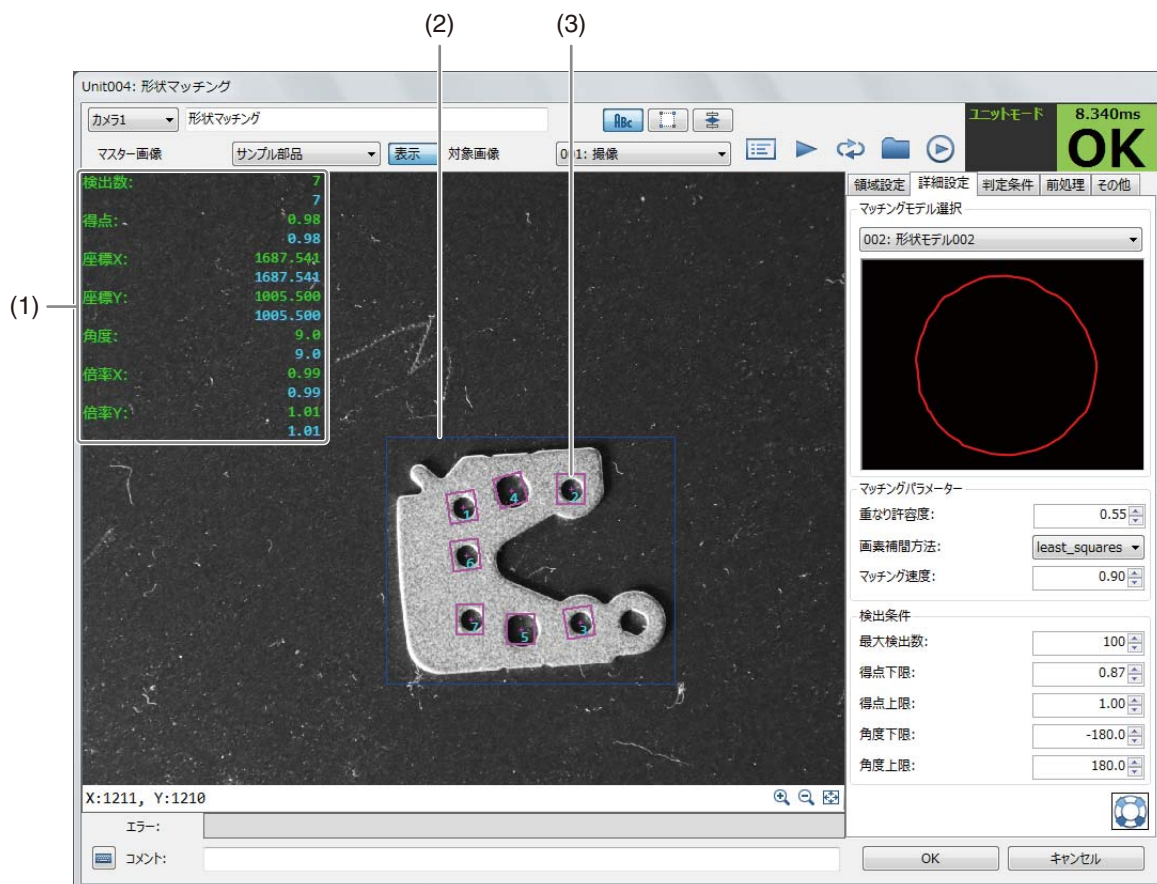 (2)
(3)
(1)
Unit004: 形状マッチング
カメラ1
形状マッチング
ABc
ユニットモード
8.340ms
OK
マスター画像
サンプル部品
表示
対象画像
001: 撮像
検出数:
7
7
得点:
0.98
0.98
座標X:
1687.541
1687.541
座標Y:
1005.500
1005.500
角度:
9.0
9.0
倍率X:
0.99
0.99
倍率Y:
1.01
1.01
4
2
1
6
7
5
3
領域設定
詳細設定
判定条件
前処理
その他
マッチングモデル選択
002: 形状モデル002
マッチングパラメーター
重なり許容度:
0.55
画素補間方法:
least_squares
マッチング速度:
0.90
検出条件
最大検出数:
100
得点下限:
0.87
得点上限:
1.00
角度下限:
-180.0
角度上限:
180.0
X:1211, Y:1210
エラー:
コメント:
OK
キャンセル